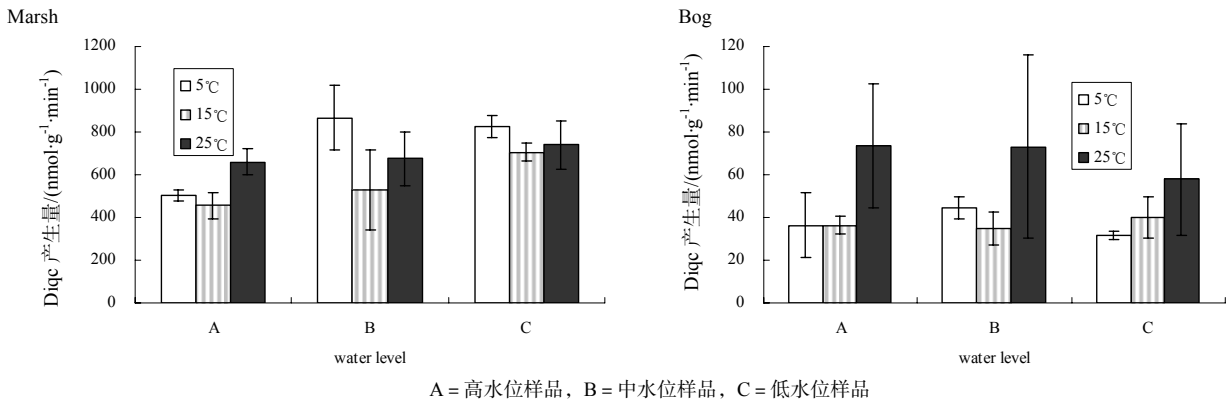 Marsh
Diqc 产生量/(nmol·g⁻¹·min⁻¹)
1200
1000
800
600
400
200
0
5℃
15℃
25℃
A
B
C
water level
Bog
Diqc 产生量/(nmol·g⁻¹·min⁻¹)
120
100
80
60
40
20
0
5℃
15℃
25℃
A
B
C
water level
A = 高水位样品, B = 中水位样品, C = 低水位样品